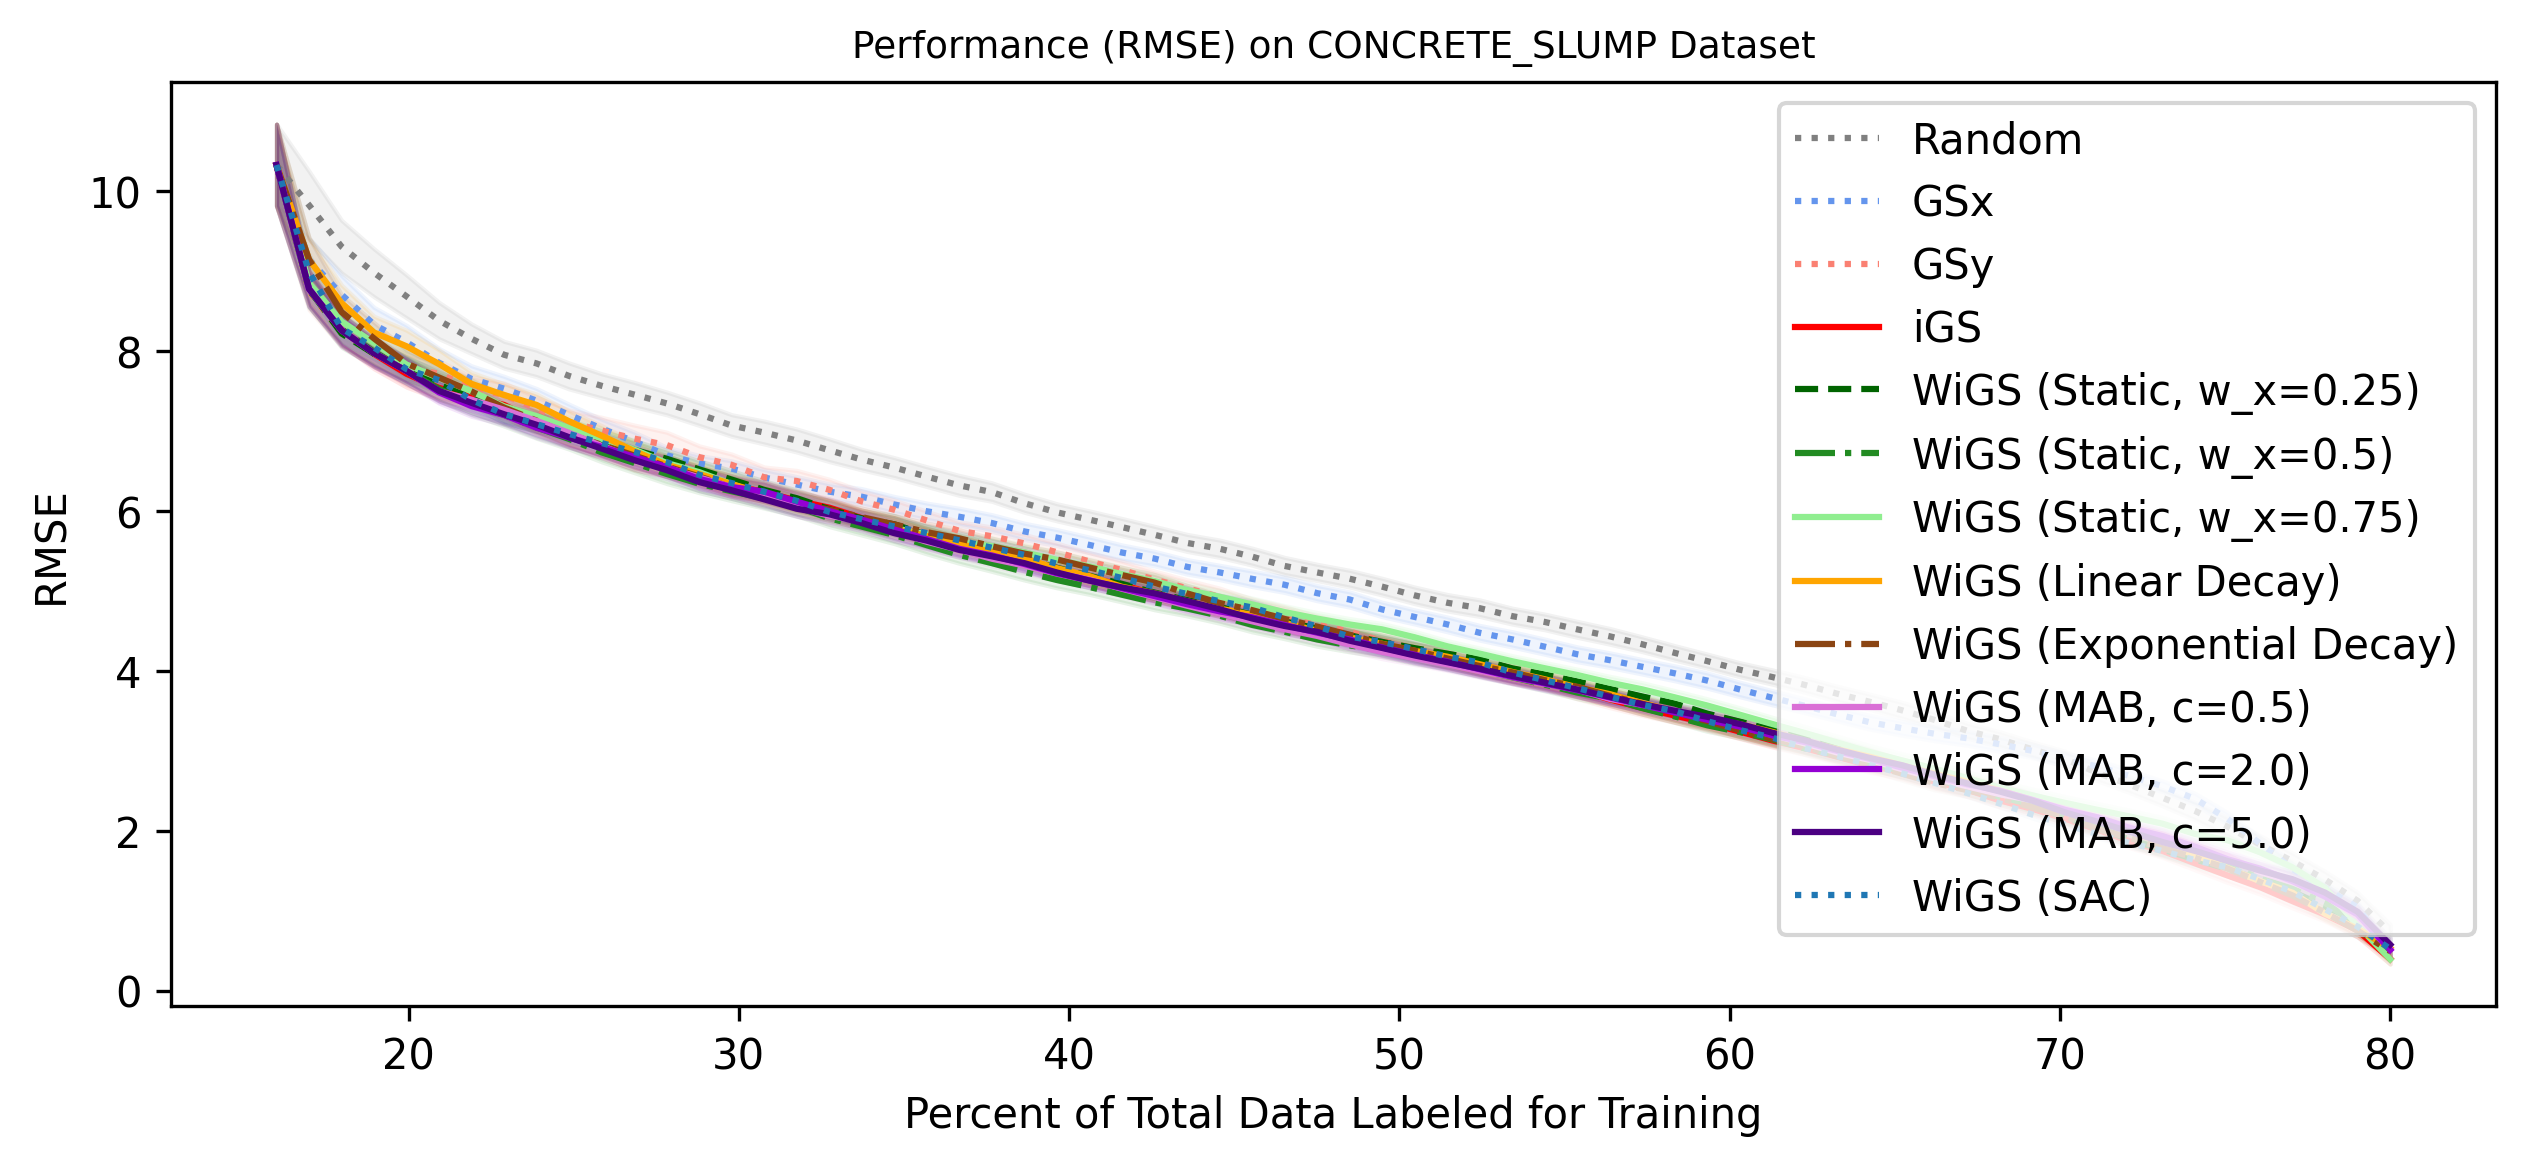 Performance (RMSE) on CONCRETE_SLUMP Dataset
RMSE
10
8
6
4
2
0
20 30 40 50 60 70 80
Percent of Total Data Labeled for Training
Random
GSx
GSy
iGS
WiGS (Static, w_x=0.25)
WiGS (Static, w_x=0.5)
WiGS (Static, w_x=0.75)
WiGS (Linear Decay)
WiGS (Exponential Decay)
WiGS (MAB, c=0.5)
WiGS (MAB, c=2.0)
WiGS (MAB, c=5.0)
WiGS (SAC)